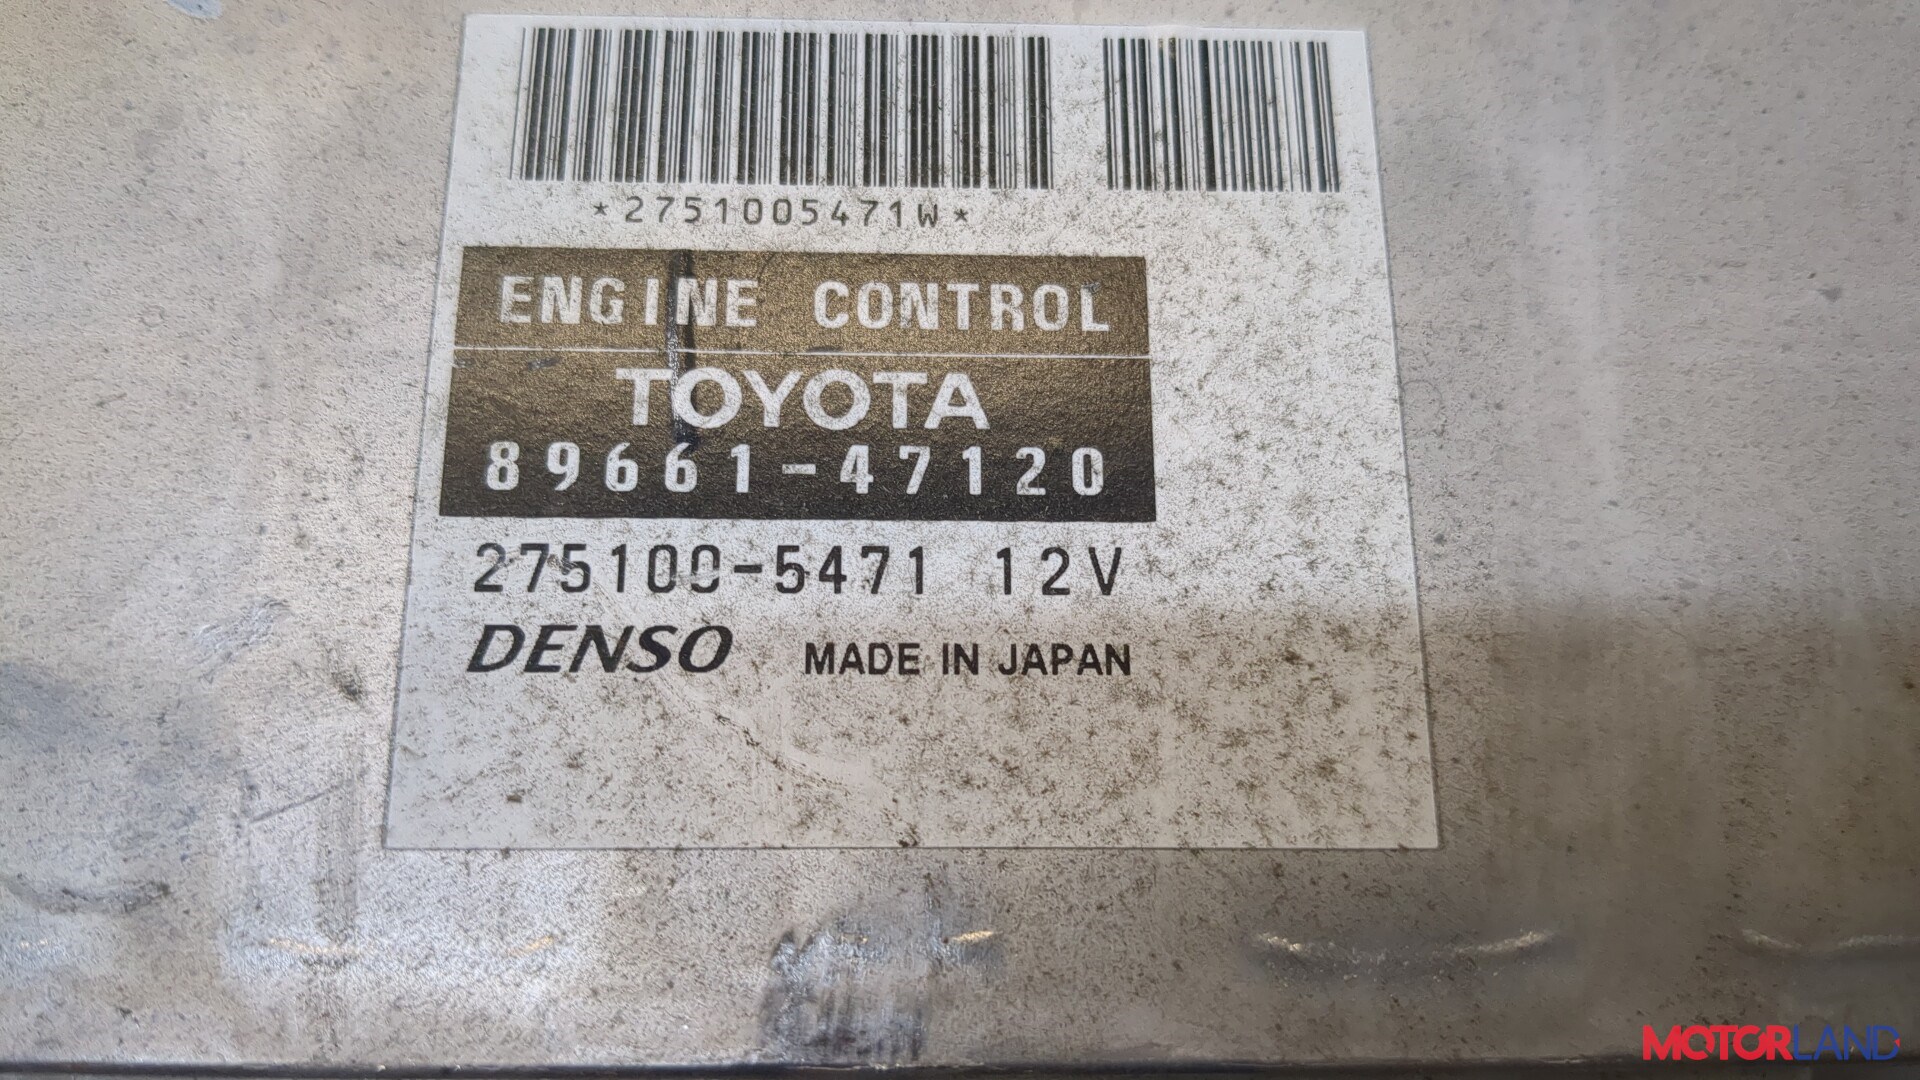 *2751005471W*
ENGINE CONTROL
TOYOTA
89661-47120
275100-5471 12V
DENSO MADE IN JAPAN
MOTORLAND